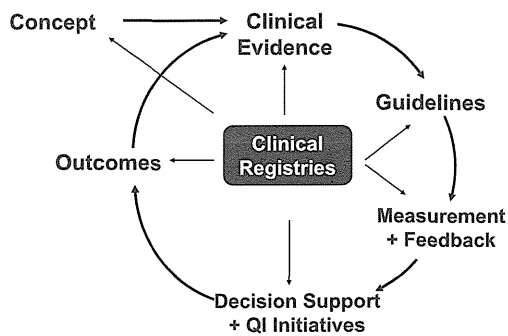 Concept
Clinical
Evidence
Guidelines
Clinical
Registries
Outcomes
Measurement
+ Feedback
Decision Support
+ QI Initiatives